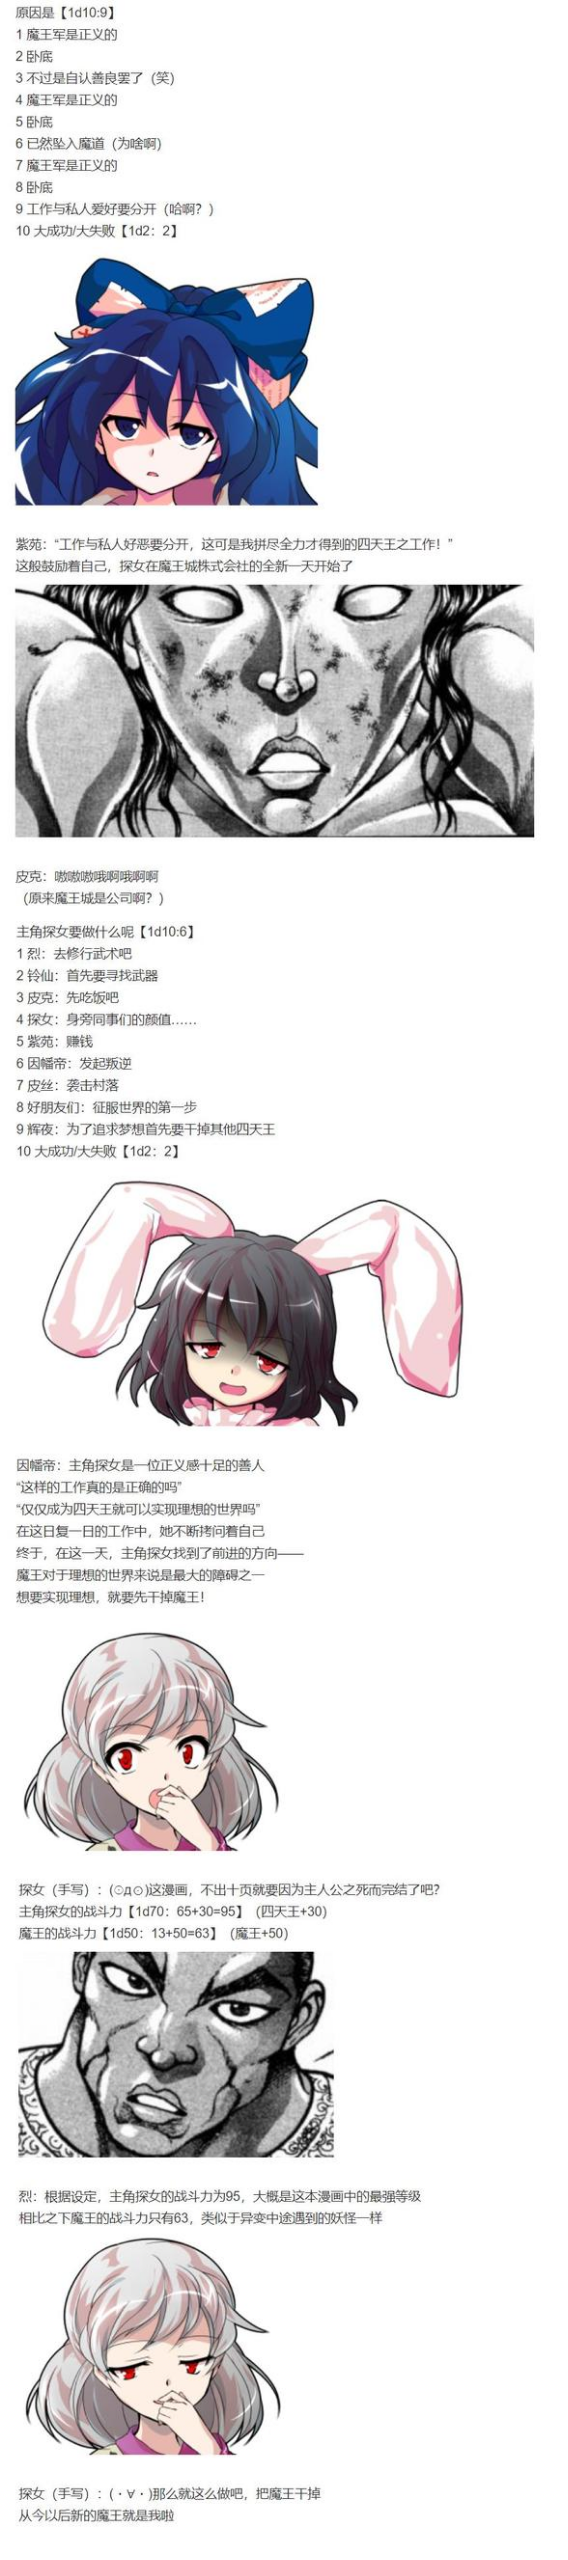 原因是【1d10:9】
1 魔王军是正义的
2 卧底
3 不过是自认善良罢了（笑）
4 魔王军是正义的
5 卧底
6 已然坠入魔道（为啥啊）
7 魔王军是正义的
8 卧底
9 工作与私人爱好要分开（哈啊？）
10 大成功/大失败【1d2：2】
紫苑：“工作与私人好恶要分开，这可是我拼尽全力才得到的四天王之工作！”
这般鼓励着自己，探女在魔王城株式会社的全新一天开始了
皮克：嗷嗷嗷哦啊哦啊啊
（原来魔王城是公司啊？）
主角探女要做什么呢【1d10:6】
1 烈：去修行武术吧
2 铃仙：首先要寻找武器
3 皮克：先吃饭吧
4 探女：身旁同事们的颜值……
5 紫苑：赚钱
6 因幡帝：发起叛逆
7 皮丝：袭击村落
8 好朋友们：征服世界的第一步
9 辉夜：为了追求梦想首先要干掉其他四天王
10 大成功/大失败【1d2：2】
因幡帝：主角探女是一位正义感十足的善人
“这样的工作真的是正确的吗”
“仅仅成为四天王就可以实现理想的世界吗”
在这日复一日的工作中，她不断拷问着自己
终于，在这一天，主角探女找到了前进的方向——
魔王对于理想的世界来说是最大的障碍之一
想要实现理想，就要先干掉魔王！
探女（手写）：(⊙д⊙)这漫画，不出十页就要因为主人公之死而完结了吧？
主角探女的战斗力【1d70：65+30=95】（四天王+30）
魔王的战斗力【1d50：13+50=63】（魔王+50）
烈：根据设定，主角探女的战斗力为95，大概是这本漫画中的最强等级
相比之下魔王的战斗力只有63，类似于异变中途遇到的妖怪一样
探女（手写）：(・∀・)那么就这么做吧，把魔王干掉
从今以后新的魔王就是我啦